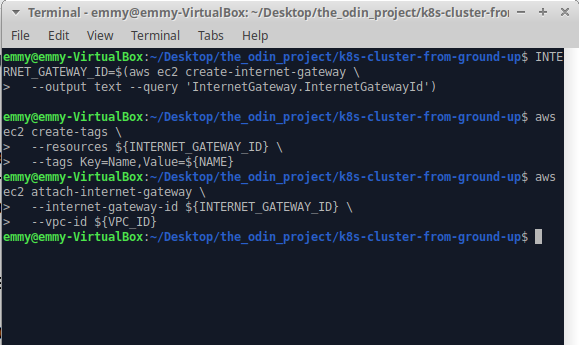 Terminal - emmy@emmy-VirtualBox: ~/Desktop/the_odin_project/k8s-cluster-from-
File Edit View Terminal Tabs Help
emmy@emmy-VirtualBox:~/Desktop/the_odin_project/k8s-cluster-from-ground-up$ INTE
RNET_GATEWAY_ID=$(aws ec2 create-internet-gateway \
>   --output text --query 'InternetGateway.InternetGatewayId')
emmy@emmy-VirtualBox:~/Desktop/the_odin_project/k8s-cluster-from-ground-up$ aws
ec2 create-tags \
>   --resources ${INTERNET_GATEWAY_ID} \
>   --tags Key=Name,Value=${NAME}
emmy@emmy-VirtualBox:~/Desktop/the_odin_project/k8s-cluster-from-ground-up$ aws
ec2 attach-internet-gateway \
>   --internet-gateway-id ${INTERNET_GATEWAY_ID} \
>   --vpc-id ${VPC_ID}
emmy@emmy-VirtualBox:~/Desktop/the_odin_project/k8s-cluster-from-ground-up$